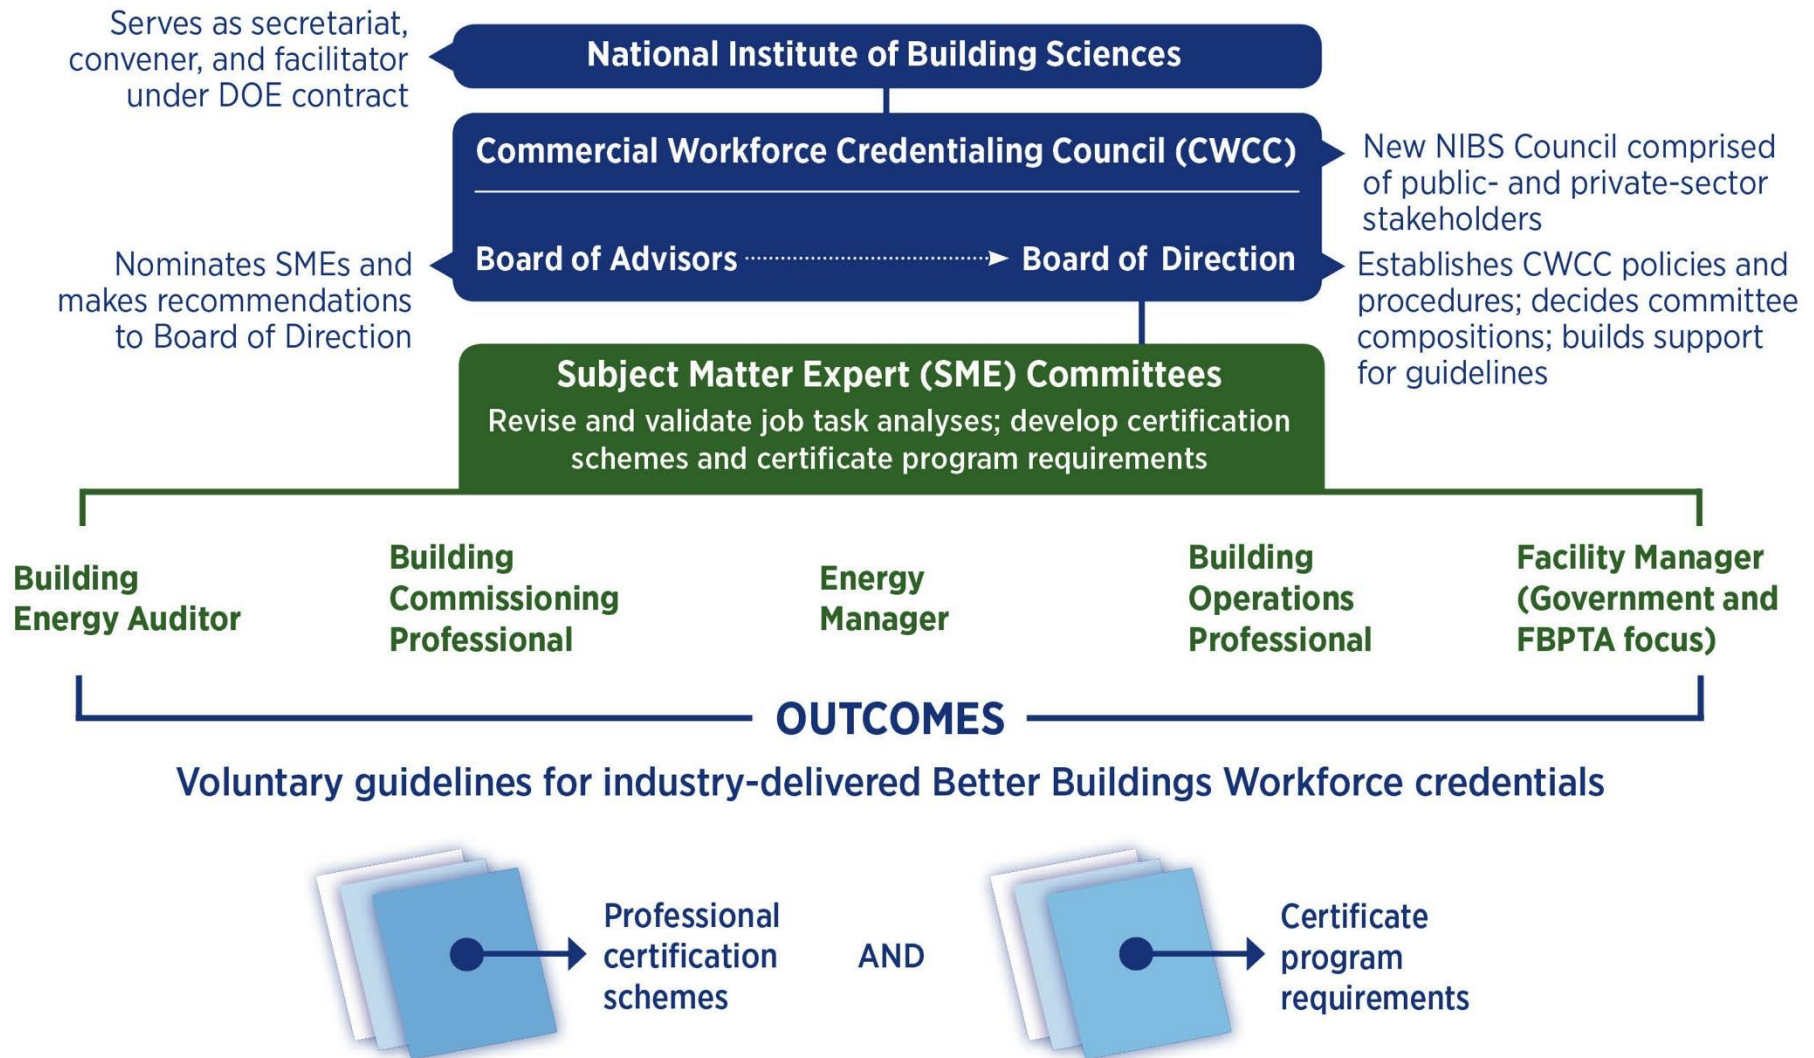 Serves as secretariat,
convener, and facilitator
under DOE contract
National Institute of Building Sciences
Commercial Workforce Credentialing Council (CWCC)
New NIBS Council comprised
of public- and private-sector
stakeholders
Board of Advisors
Board of Direction
Nominates SMEs and
makes recommendations
to Board of Direction
Establishes CWCC policies and
procedures; decides committee
compositions; builds support
for guidelines
Subject Matter Expert (SME) Committees
Revise and validate job task analyses; develop certification
schemes and certificate program requirements
Building
Energy Auditor
Building
Commissioning
Professional
Energy
Manager
Building
Operations
Professional
Facility Manager
(Government and
FBPTA focus)
OUTCOMES
Voluntary guidelines for industry-delivered Better Buildings Workforce credentials
Professional
certification
schemes
AND
Certificate
program
requirements